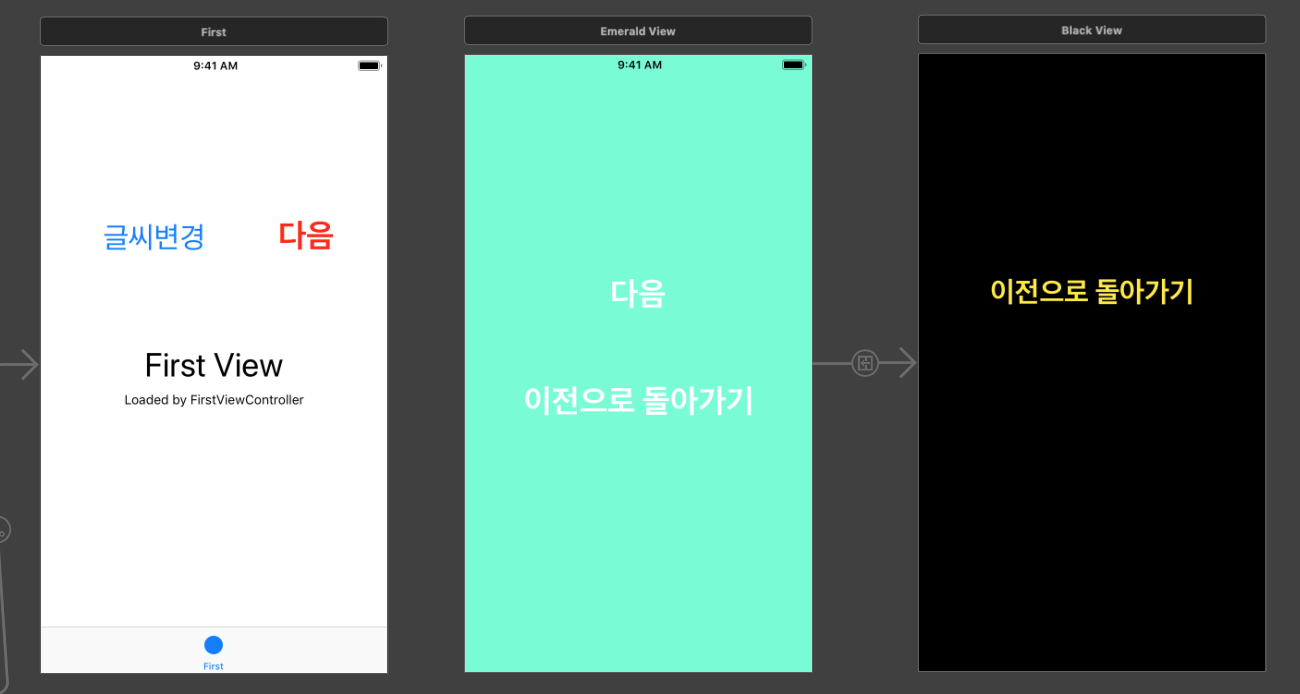 First
9:41 AM
글씨변경
다음
First View
Loaded by FirstViewController
First
Emerald View
9:41 AM
다음
이전으로 돌아가기
Black View
이전으로 돌아가기